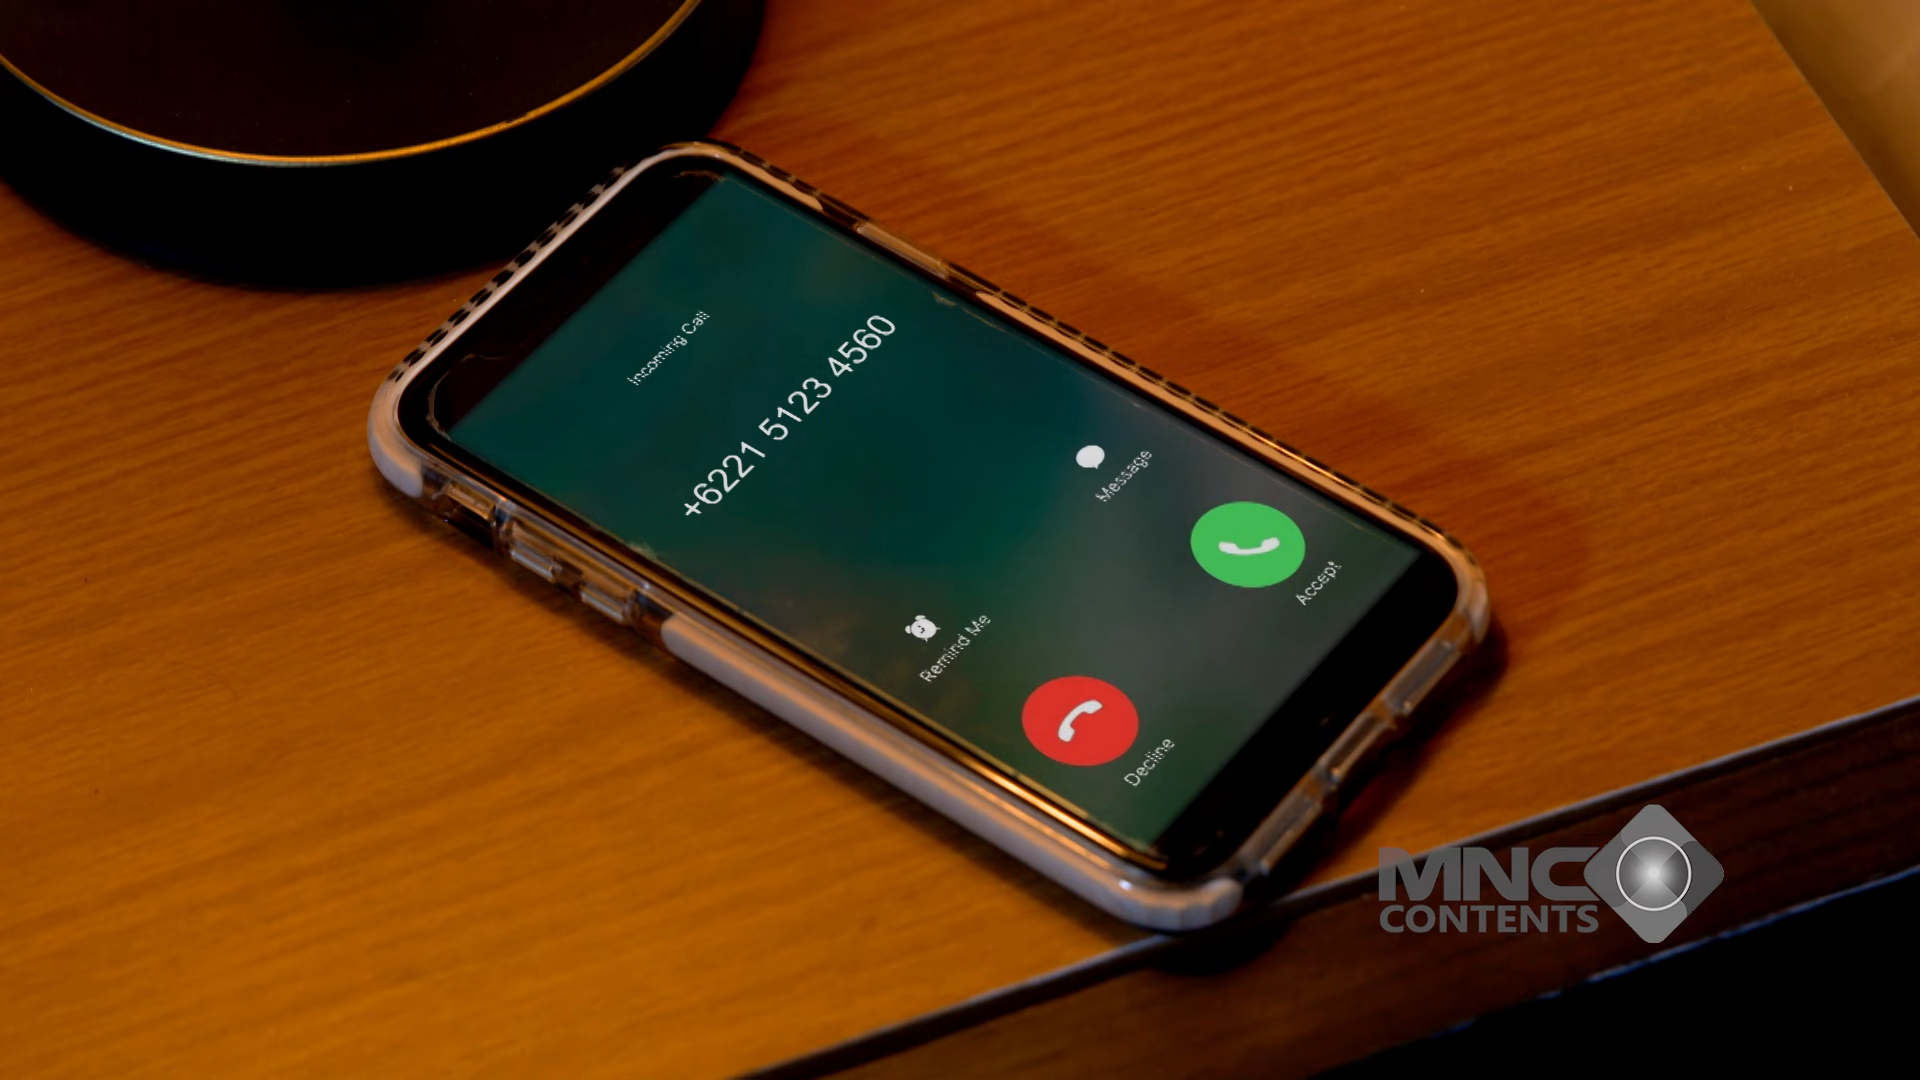 Incoming Call
+6221 5123 4560
Remind Me
Message
Decline
Accept
MNC
CONTENTS